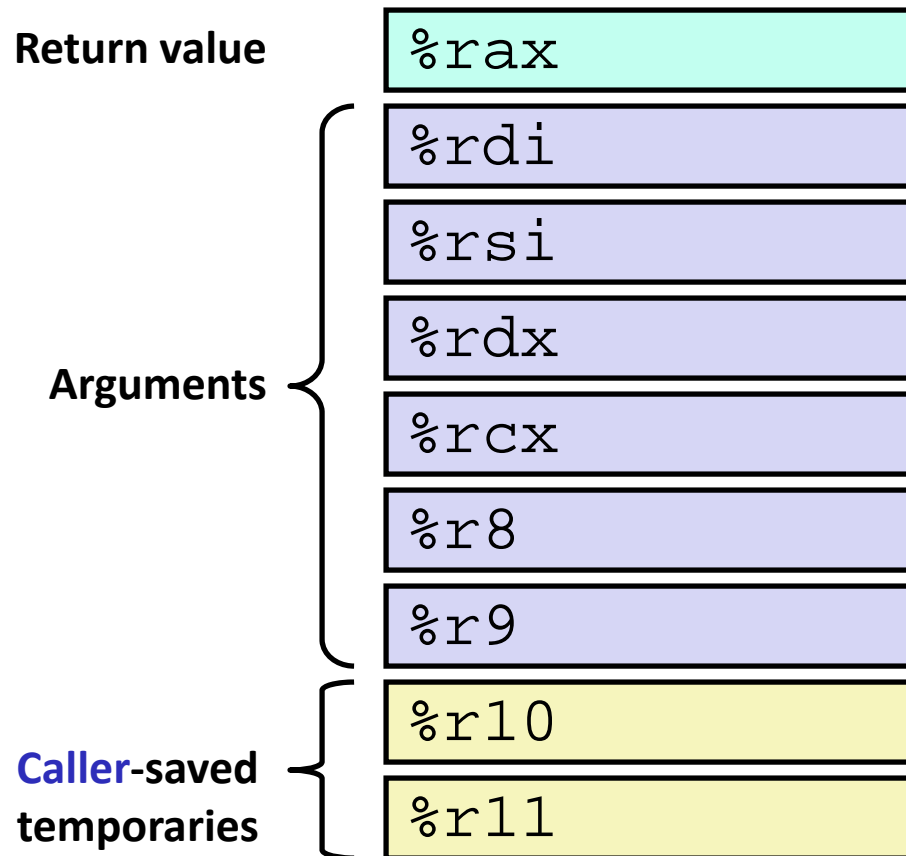 Return value
%rax
%rdi
%rsi
%rdx
Arguments
%rcx
%r8
%r9
%r10
Caller-saved
temporaries
%r11